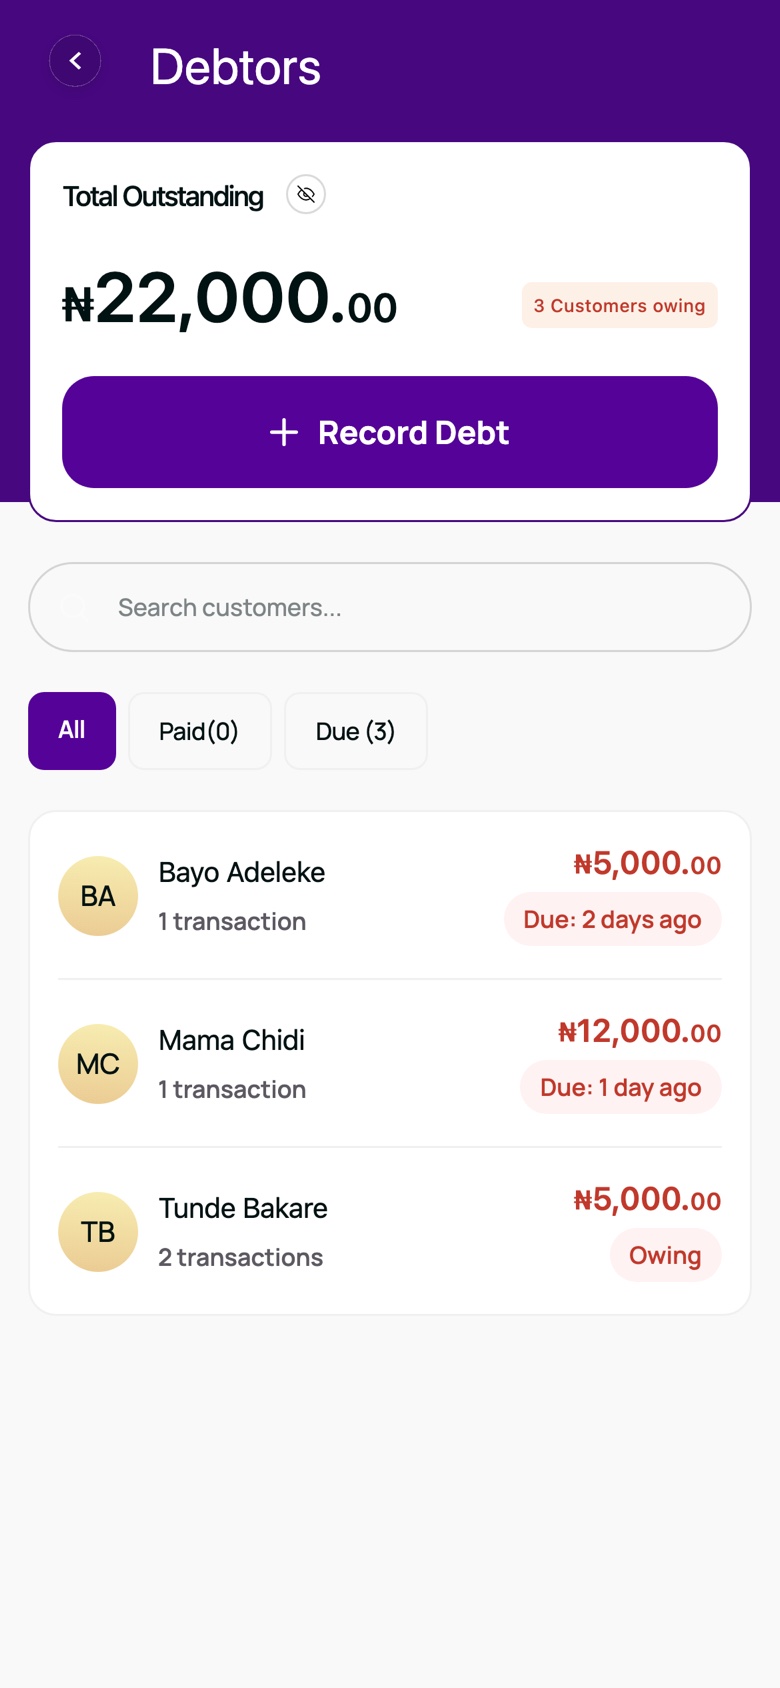 Debtors
Total Outstanding
₦22,000.00
3 Customers owing
+ Record Debt
Search customers...
All
Paid(0)
Due (3)
BA
Bayo Adeleke
1 transaction
₦5,000.00
Due: 2 days ago
MC
Mama Chidi
1 transaction
₦12,000.00
Due: 1 day ago
TB
Tunde Bakare
2 transactions
₦5,000.00
Owing